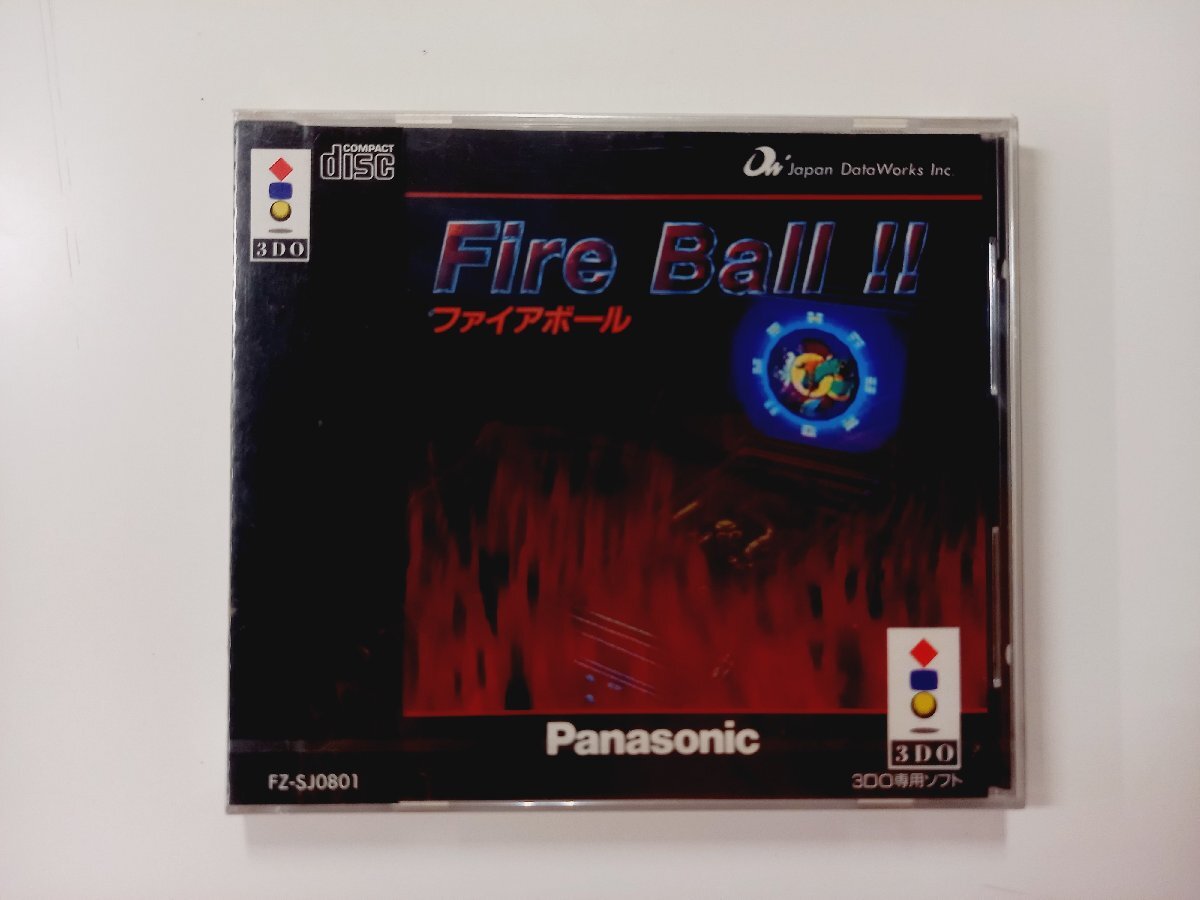 3DO
COMPACT
disc
Japan DataWorks Inc.
Fire Ball !!
ファイアボール
Panasonic
3DO
FZ-SJ0801
3DO専用ソフト